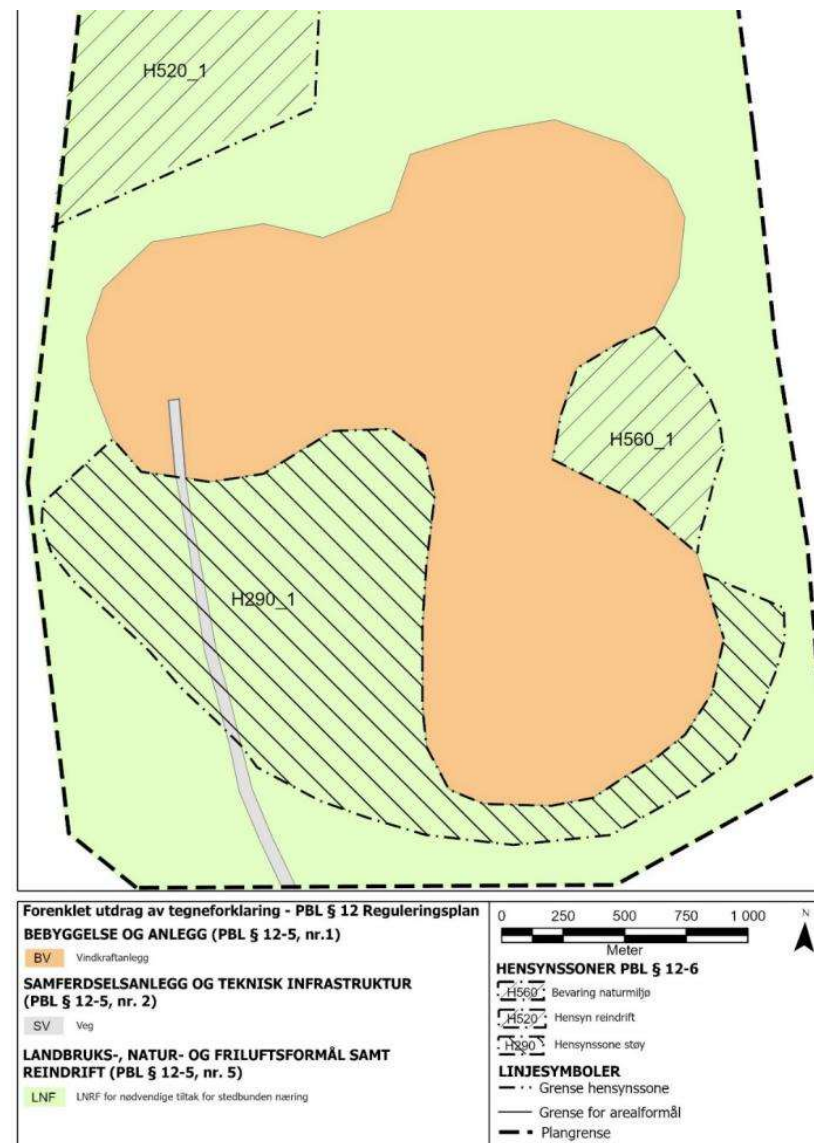 H520_1
H560_1
H290_1
Forenklet utdrag av tegneforklaring - PBL § 12 Reguleringsplan
BEBYGGELSE OG ANLEGG (PBL § 12-5, nr.1)
BV Vindkraftanlegg
SAMFERDSELSANLEGG OG TEKNISK INFRASTRUKTUR
(PBL § 12-5, nr. 2)
SV Veg
LANDBRUKS-, NATUR- OG FRILUFTSFORMÅL SAMT
REINDRIFT (PBL § 12-5, nr. 5)
LNF LNRF for nødvendige tiltak for stedbunden næring
0 250 500 750 1 000
Meter
N
HENSYNSSONER PBL § 12-6
H560 Bevaring naturmiljø
H520 Hensyn reindrift
H290 Hensynssone støy
LINJESYMBOLER
Grense hensynssone
Grense for arealformål
Plangrense